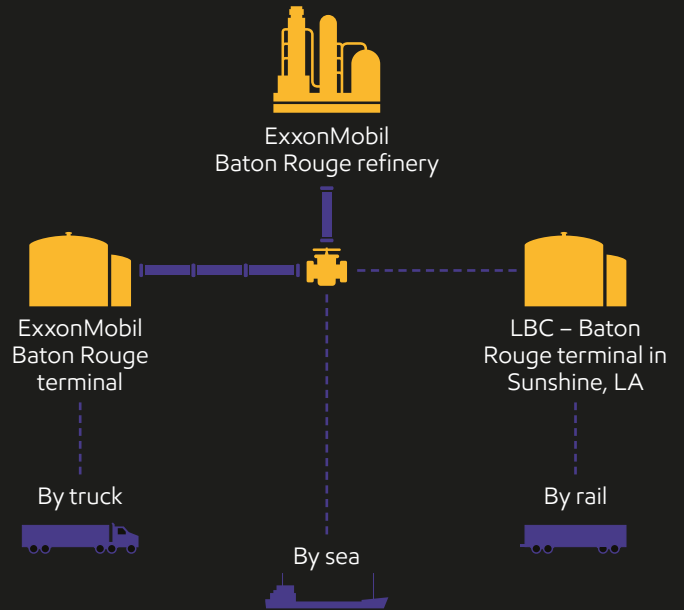 ExxonMobil
Baton Rouge refinery
ExxonMobil
Baton Rouge
terminal
LBC – Baton
Rouge terminal in
Sunshine, LA
By truck
By rail
By sea